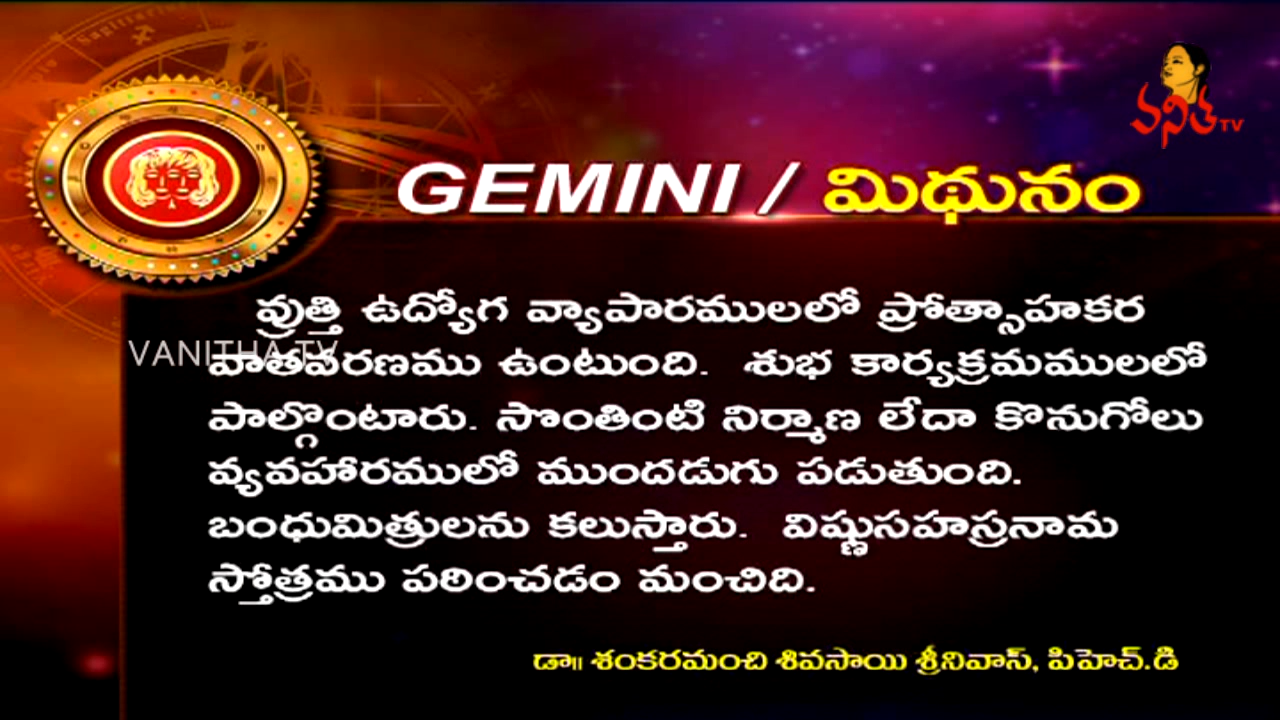 వనిత TV
GEMINI / మిథునం
వ్రుత్తి ఉద్యోగ వ్యాపారములలో ప్రోత్సాహకర
VANITHA TV
వాతవరణము ఉంటుంది. శుభ కార్యక్రమములలో
పాల్గొంటారు. సొంతింటి నిర్మాణ లేదా కొనుగోలు
వ్యవహారములో ముందడుగు పడుతుంది.
బంధుమిత్రులను కలుస్తారు. విష్ణుసహస్రనామ
స్తోత్రము పఠించడం మంచిది.
డా॥ శంకరమంచి శివసాయి శ్రీనివాస్, పిహెచ్.డి